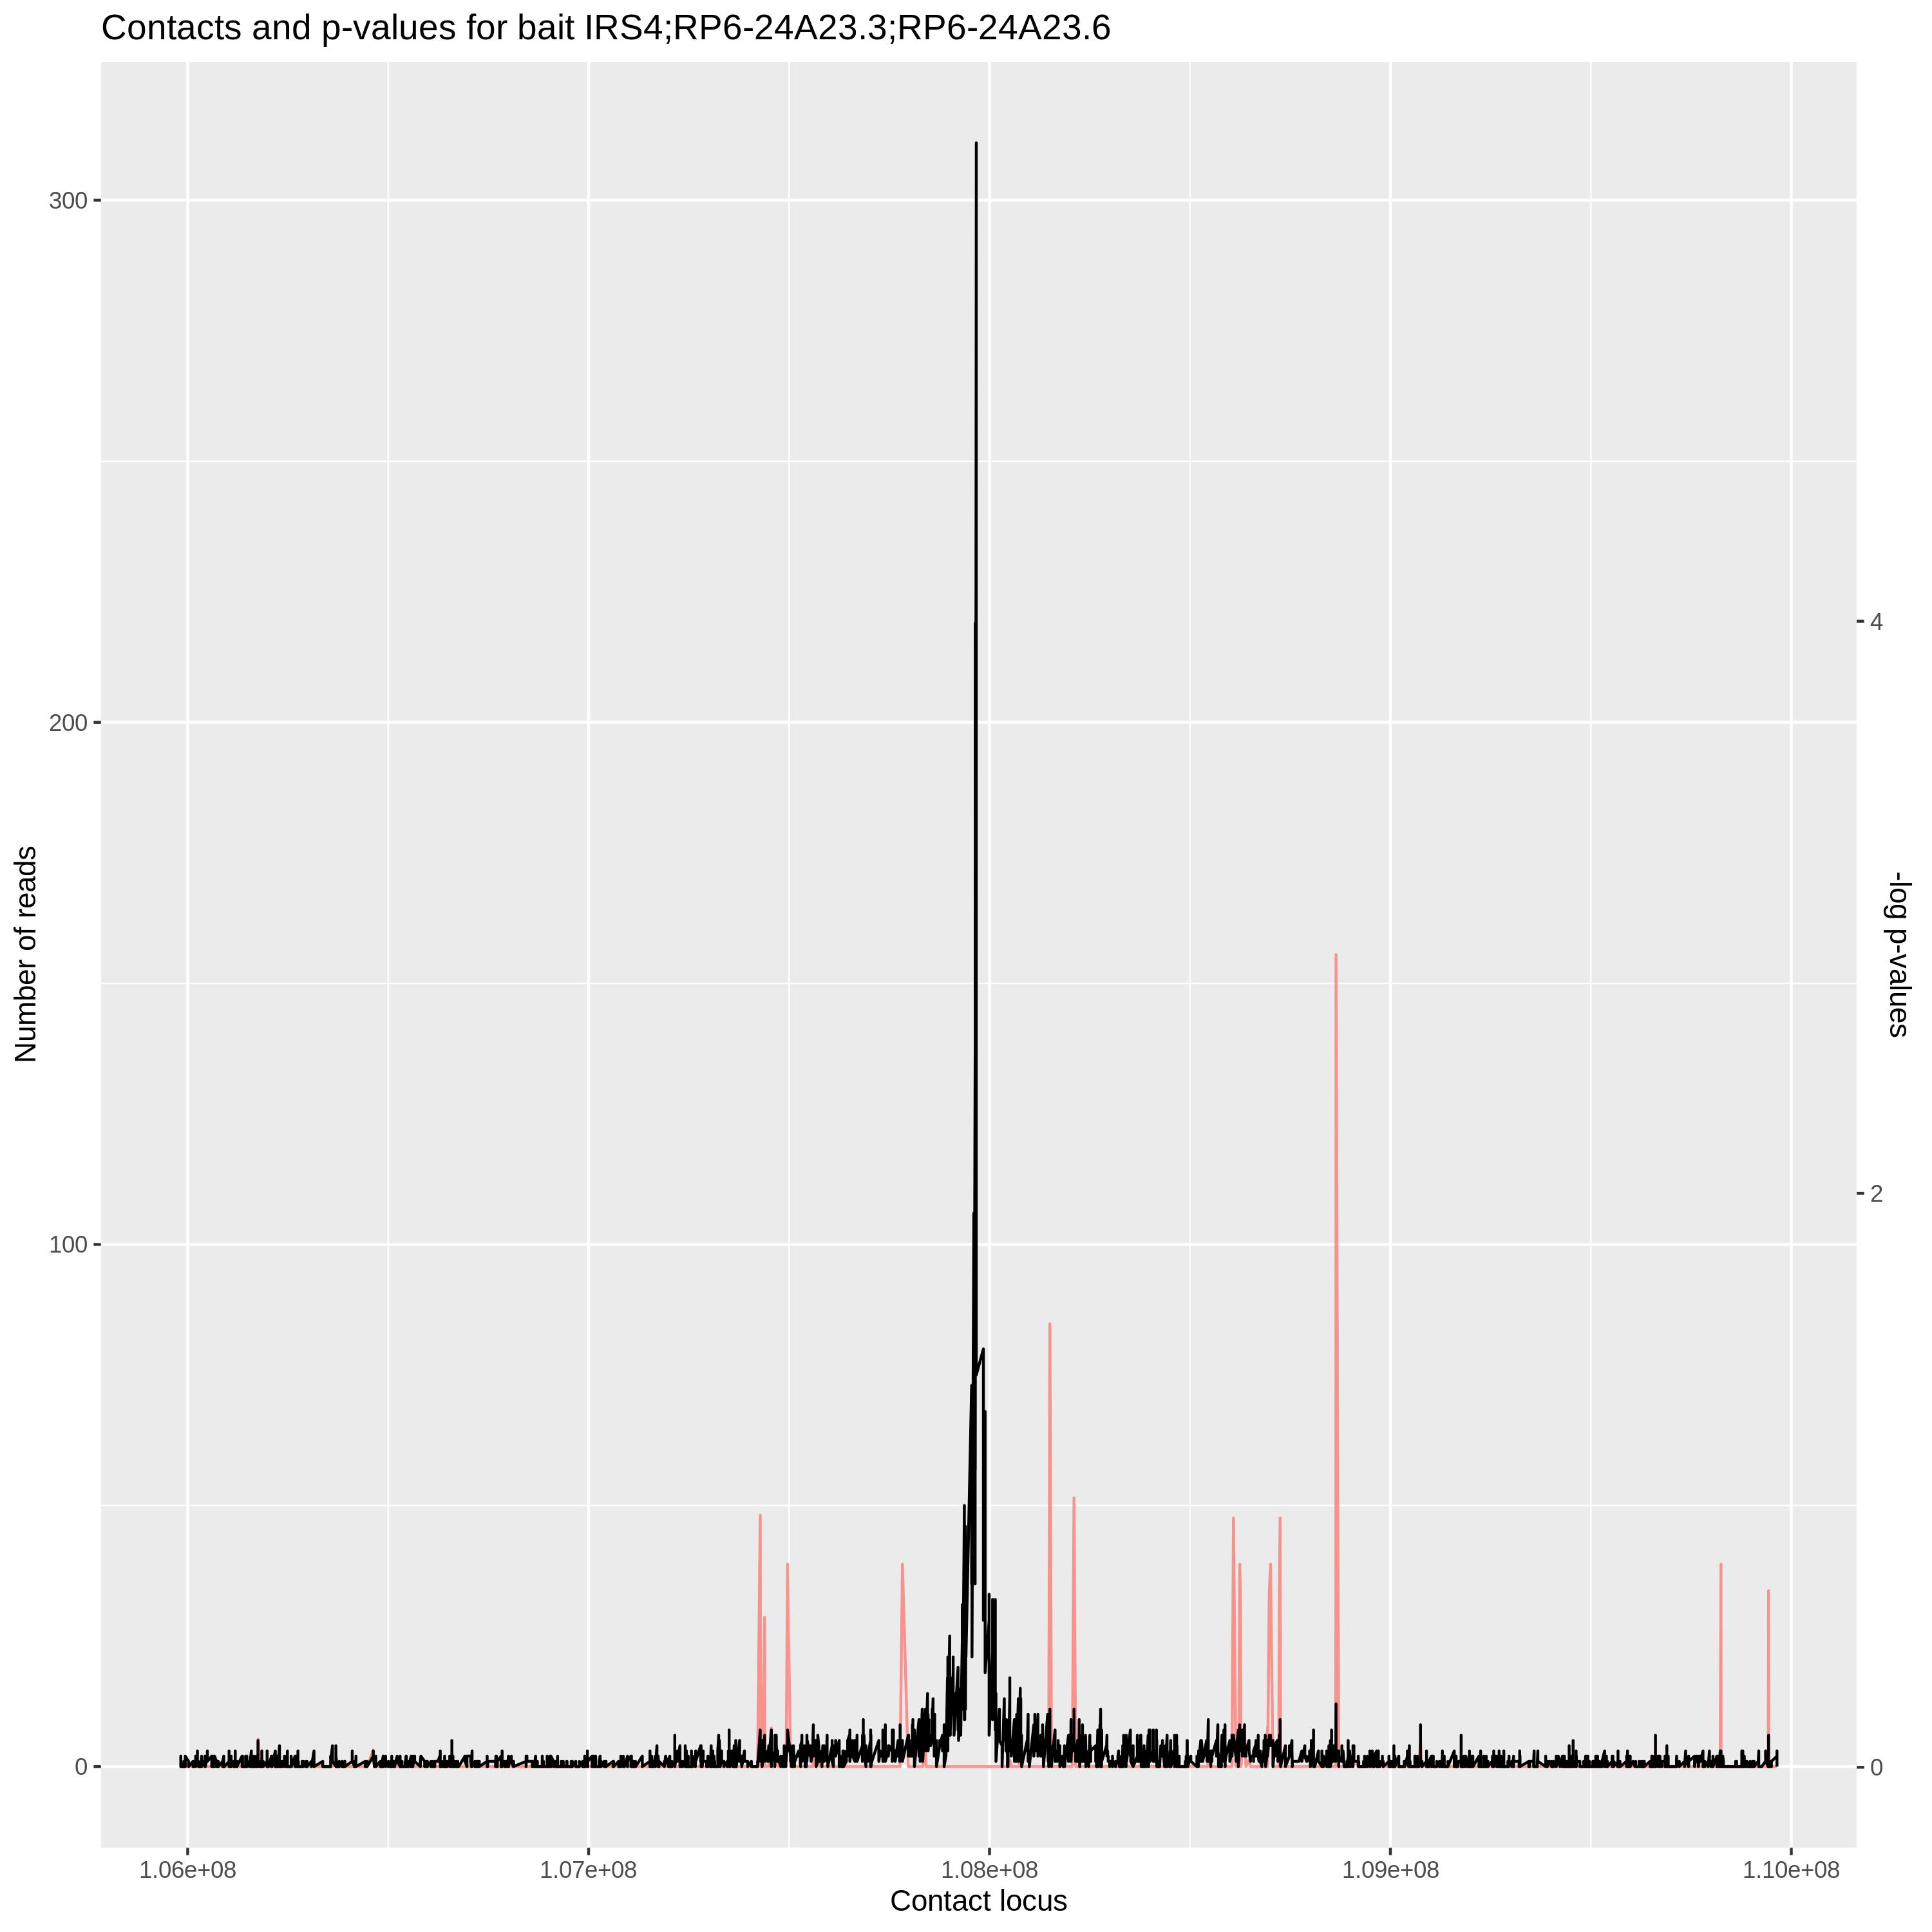 Contacts and p-values for bait IRS4;RP6-24A23.3;RP6-24A23.6
300
200
100
0
Number of reads
4
2
0
-log p-values
1.06e+08
1.07e+08
1.08e+08
1.09e+08
1.10e+08
Contact locus